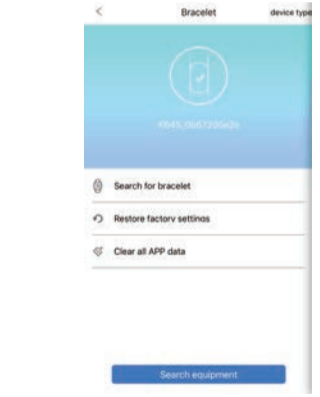 Bracelet
device type
Search for bracelet
Restore factory settings
Clear all APP data
Search equipment